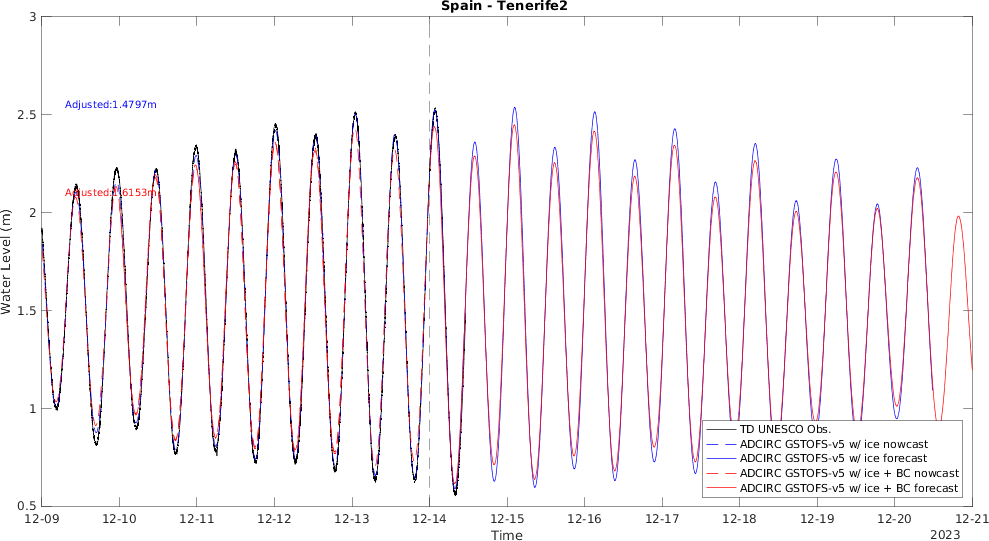 Spain - Tenerife2
3
2.5
2
1.5
1
0.5
Water Level (m)
Adjusted:1.4797m
Adjusted:1.6153m
TD UNESCO Obs.
ADCIRC GSTOFS-v5 w/ ice nowcast
ADCIRC GSTOFS-v5 w/ ice forecast
ADCIRC GSTOFS-v5 w/ ice + BC nowcast
ADCIRC GSTOFS-v5 w/ ice + BC forecast
12-09 12-10 12-11 12-12 12-13 12-14 12-15 12-16 12-17 12-18 12-19 12-20 12-21
Time
2023